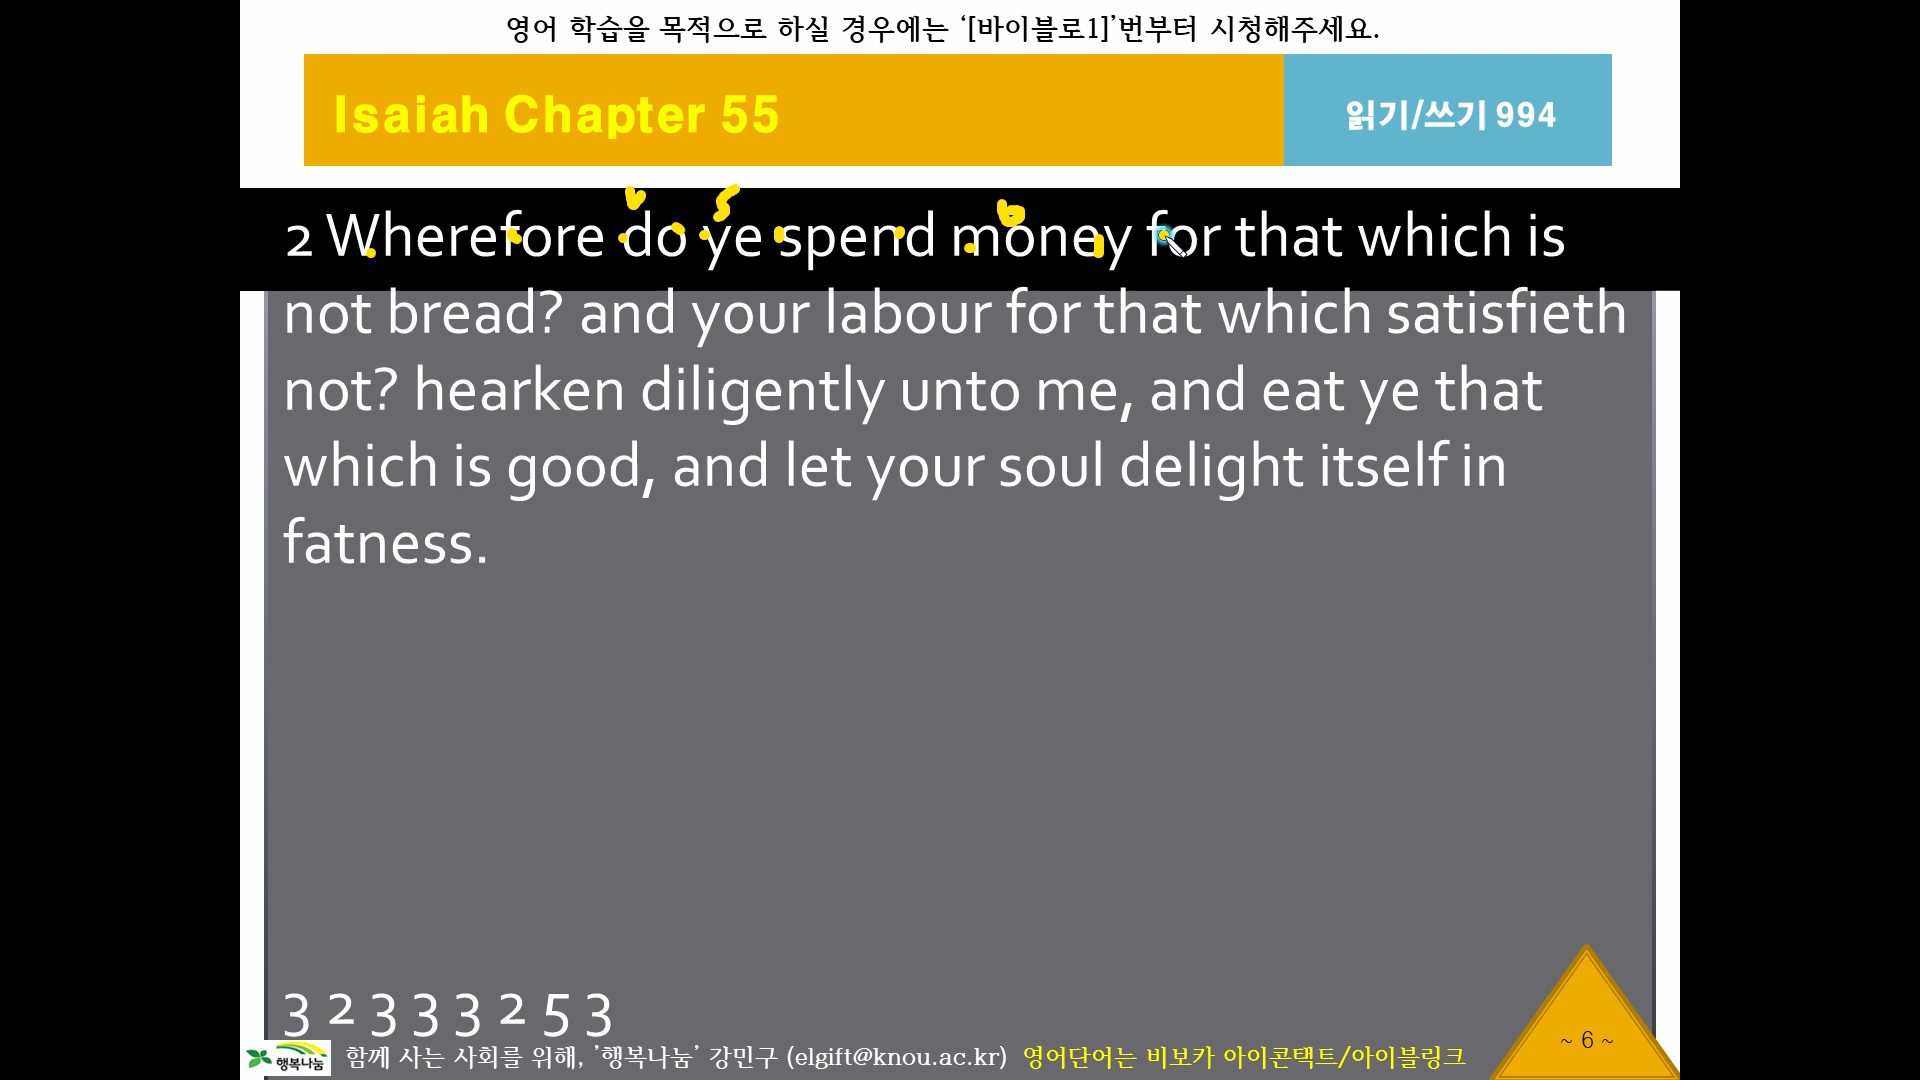 영어 학습을 목적으로 하실 경우에는 ‘[바이블로1]’번부터 시청해주세요.
Isaiah Chapter 55
읽기/쓰기 994
2 Wherefore do ye spend money for that which is
not bread? and your labour for that which satisfieth
not? hearken diligently unto me, and eat ye that
which is good, and let your soul delight itself in
fatness.
3 2 3 3 3 2 5 3
~ 6 ~
행복나눔
함께 사는 사회를 위해, ’행복나눔’ 강민구 (elgift@knou.ac.kr) 영어단어는 비보카 아이콘택트/아이블링크